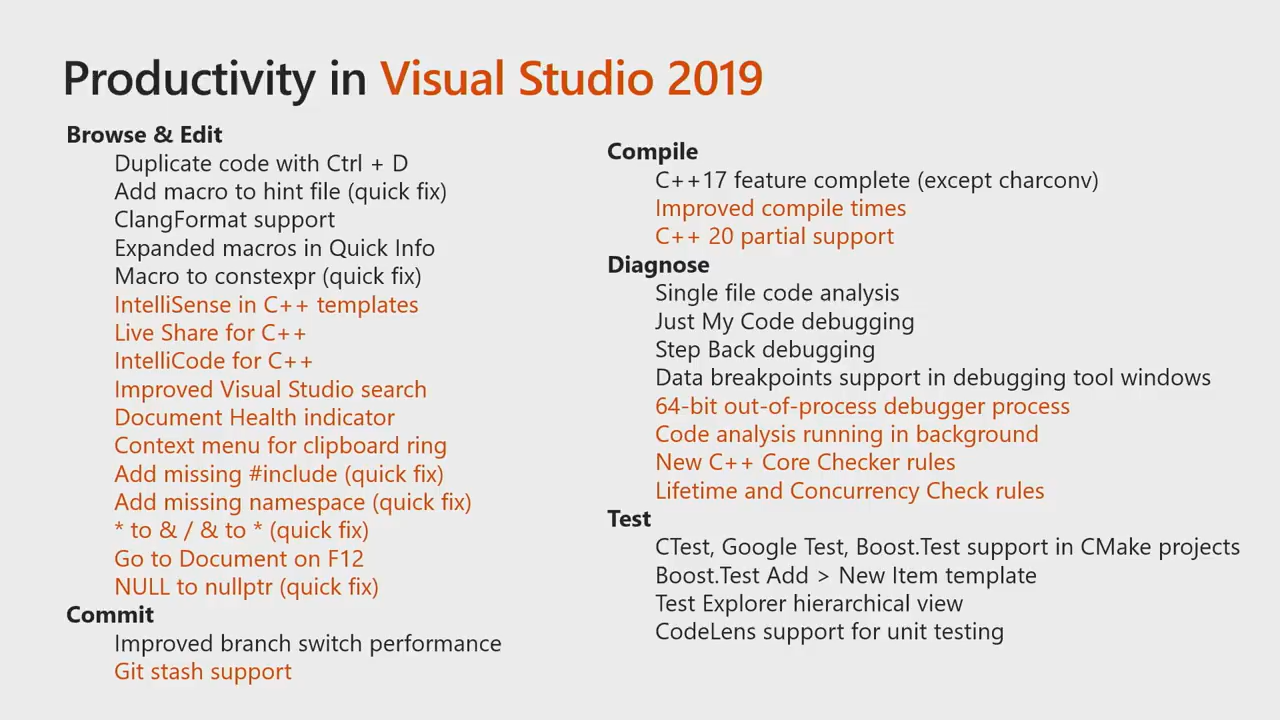 Productivity in Visual Studio 2019
Browse & Edit
Duplicate code with Ctrl + D
Add macro to hint file (quick fix)
ClangFormat support
Expanded macros in Quick Info
Macro to constexpr (quick fix)
IntelliSense in C++ templates
Live Share for C++
IntelliCode for C++
Improved Visual Studio search
Document Health indicator
Context menu for clipboard ring
Add missing #include (quick fix)
Add missing namespace (quick fix)
* to & / & to * (quick fix)
Go to Document on F12
NULL to nullptr (quick fix)
Commit
Improved branch switch performance
Git stash support
Compile
C++17 feature complete (except charconv)
Improved compile times
C++ 20 partial support
Diagnose
Single file code analysis
Just My Code debugging
Step Back debugging
Data breakpoints support in debugging tool windows
64-bit out-of-process debugger process
Code analysis running in background
New C++ Core Checker rules
Lifetime and Concurrency Check rules
Test
CTest, Google Test, Boost.Test support in CMake projects
Boost.Test Add > New Item template
Test Explorer hierarchical view
CodeLens support for unit testing